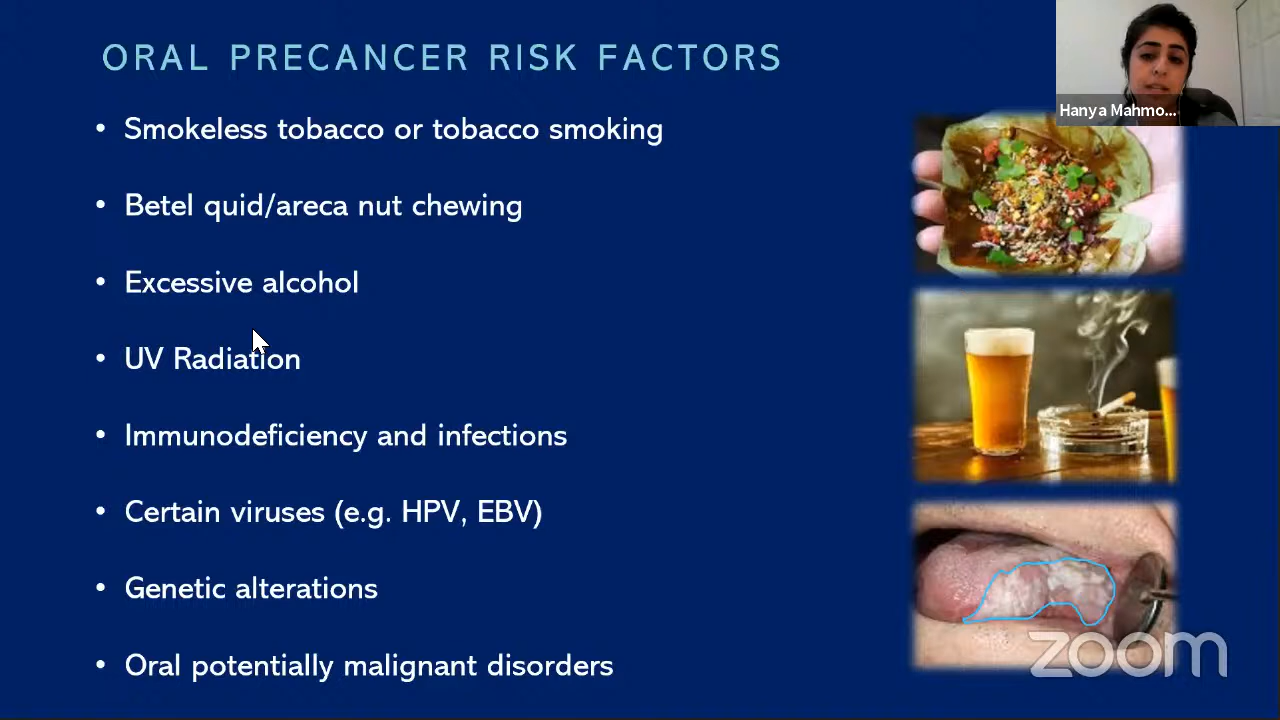 ORAL PRECANCER RISK FACTORS
Hanya Mahmo...
• Smokeless tobacco or tobacco smoking
• Betel quid/areca nut chewing
• Excessive alcohol
• UV Radiation
• Immunodeficiency and infections
• Certain viruses (e.g. HPV, EBV)
• Genetic alterations
• Oral potentially malignant disorders
zoom